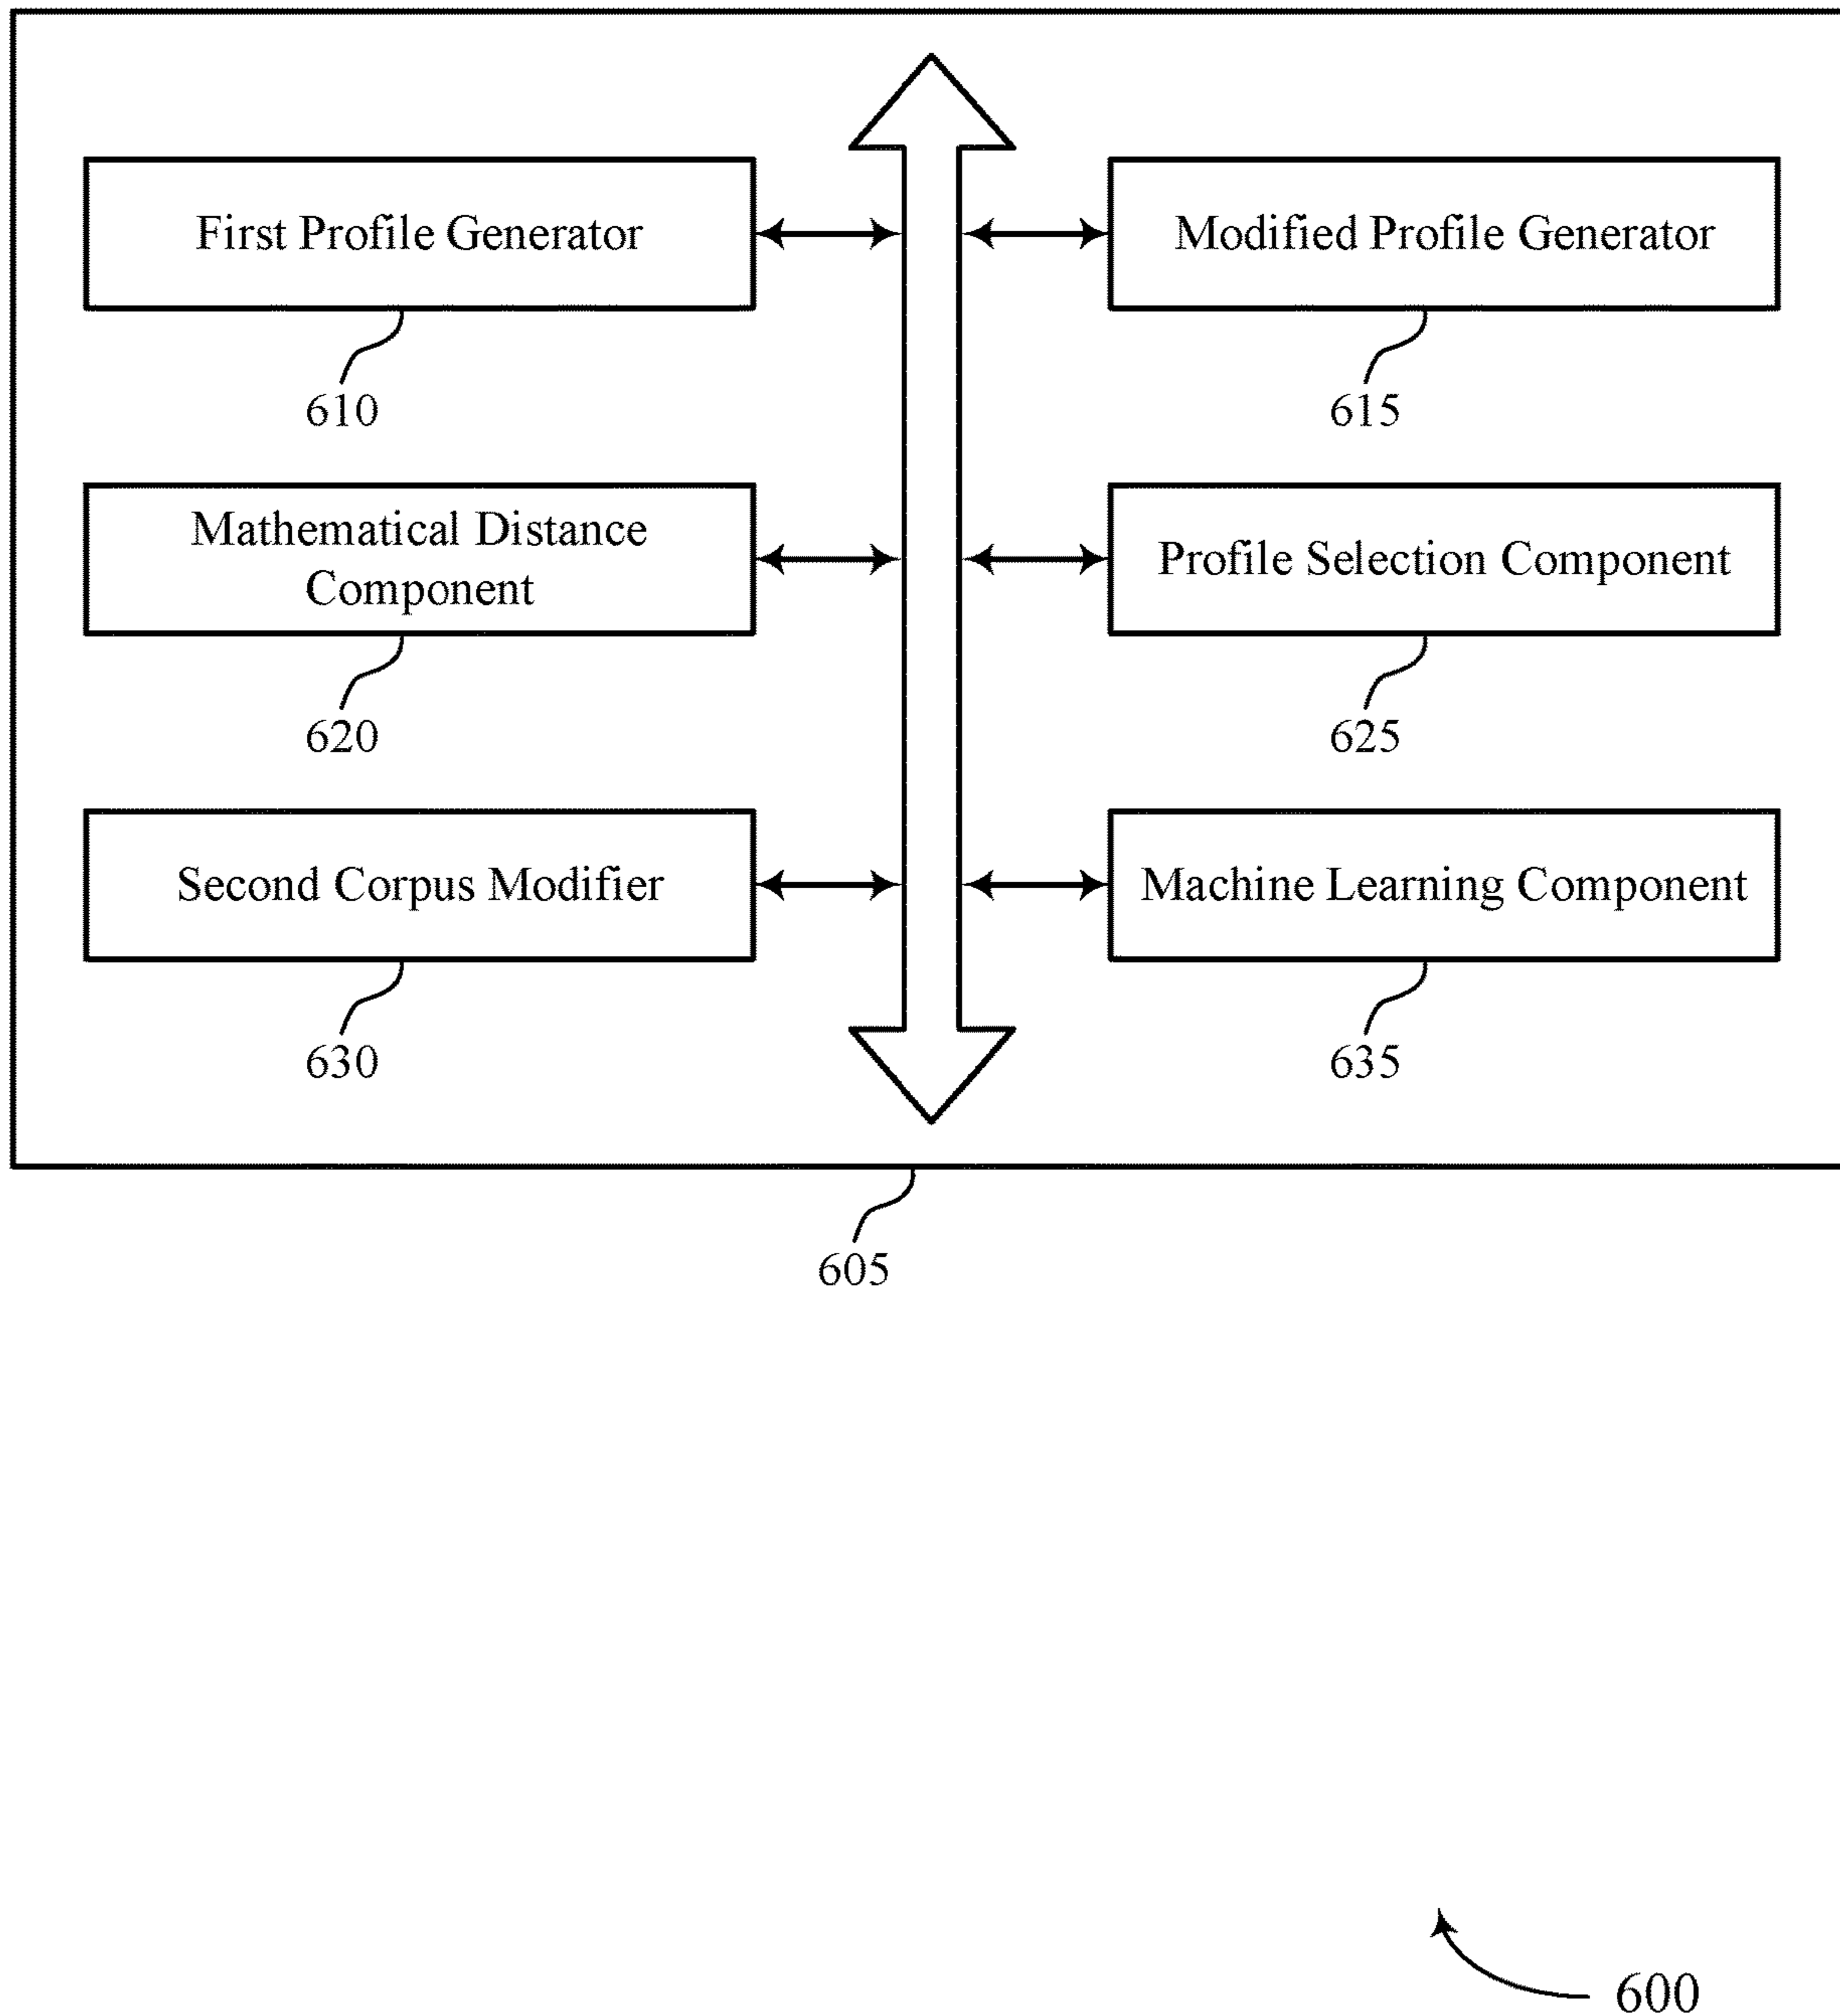 First Profile Generator
Modified Profile Generator
610
615
Mathematical Distance
Component
Profile Selection Component
620
625
Second Corpus Modifier
Machine Learning Component
630
635
605
600